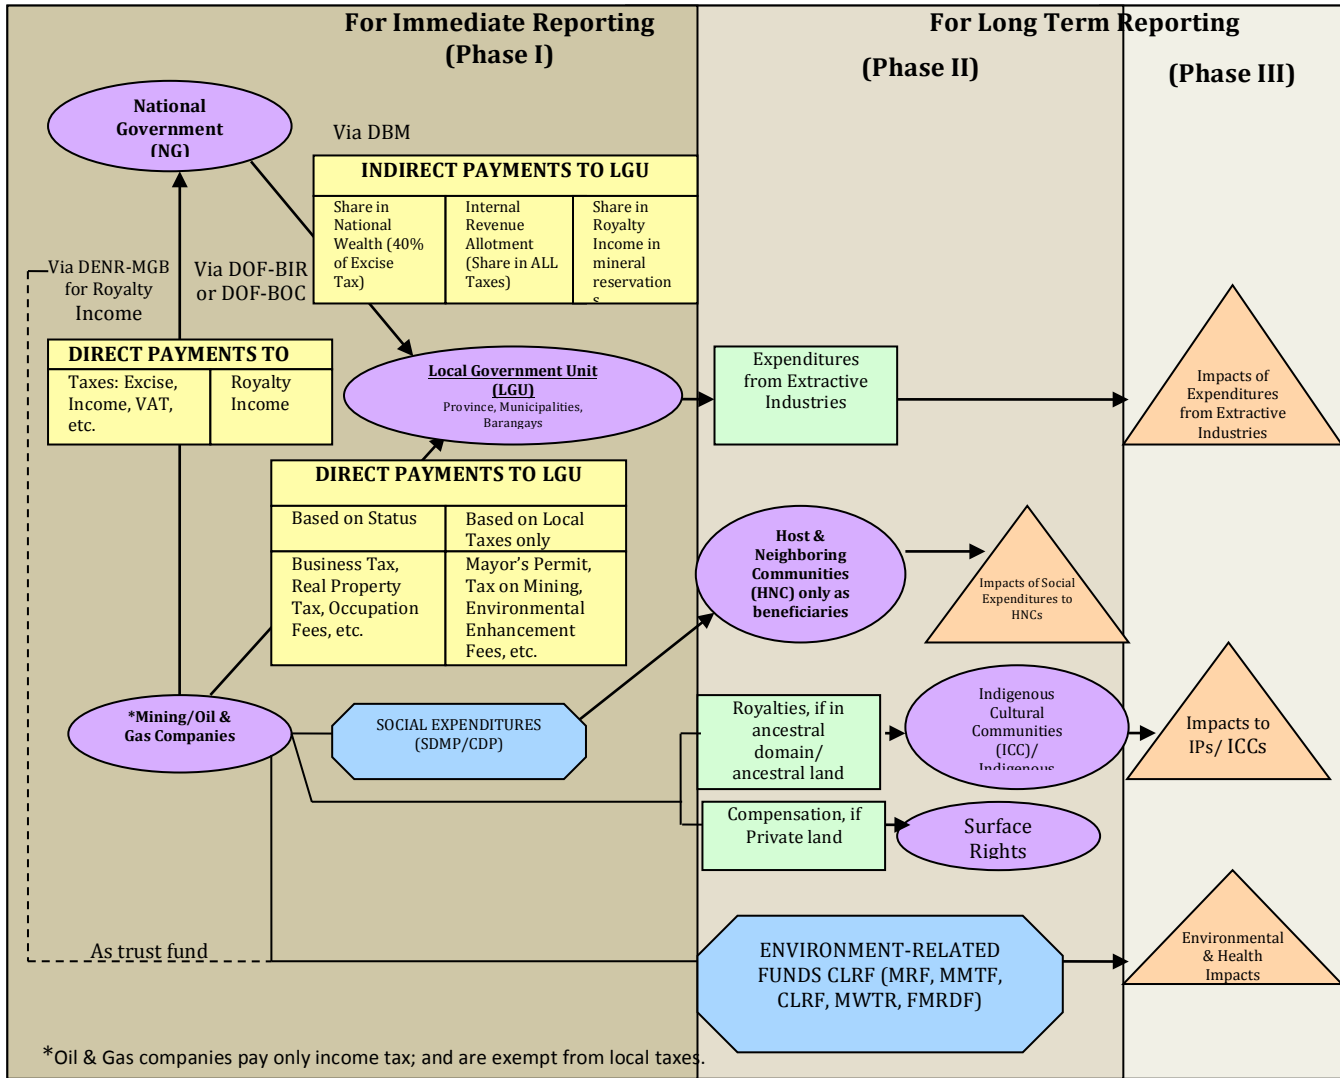 For Immediate Reporting
(Phase I)
For Long Term Reporting
(Phase II)
(Phase III)
National
Government
(NG)
Via DBM
INDIRECT PAYMENTS TO LGU
Share in
National
Wealth (40%
of Excise
Tax)
Internal
Revenue
Allotment
(Share in ALL
Taxes)
Share in
Royalty
Income in
mineral
reservation
s
Via DENR-MGB
for Royalty
Income
Via DOF-BIR
or DOF-BOC
DIRECT PAYMENTS TO
Taxes: Excise,
Income, VAT,
etc.
Royalty
Income
Local Government Unit
(LGU)
Province, Municipalities,
Barangays
Expenditures
from Extractive
Industries
Impacts of
Expenditures
from Extractive
Industries
DIRECT PAYMENTS TO LGU
Based on Status
Based on Local
Taxes only
Business Tax,
Real Property
Tax, Occupation
Fees, etc.
Mayor's Permit,
Tax on Mining,
Environmental
Enhancement
Fees, etc.
Host &
Neighboring
Communities
(HNC) only as
beneficiaries
Impacts of Social
Expenditures to
HNCs
*Mining/Oil &
Gas Companies
SOCIAL EXPENDITURES
(SDMP/CDP)
Royalties, if in
ancestral
domain/
ancestral land
Indigenous
Cultural
Communities
(ICC)/
Indigenous
Impacts to
IPs/ ICCs
Compensation, if
Private land
Surface
Rights
As trust fund
ENVIRONMENT-RELATED
FUNDS CLRF (MRF, MMTF,
CLRF, MWTR, FMRDF)
Environmental
& Health
Impacts
*Oil & Gas companies pay only income tax; and are exempt from local taxes.